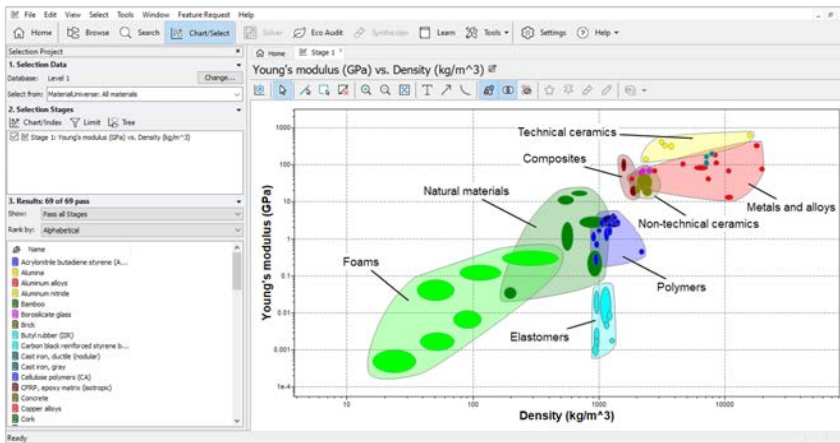 File Edit View Select Tools Window Feature Request Help
Home Browse Search Chart/Select Solver Eco Audit Synthesizer Learn Tools Settings Help
Selection Project
1. Selection Data
Database: Level 1 Change...
Select from: MaterialUniverse: All materials
2. Selection Stages
Chart/Index Limit Tree
Stage 1: Young's modulus (GPa) vs. Density (kg/m^3)
3. Results: 69 of 69 pass
Show: Pass all Stages
Rank by: Alphabetical
Name
Acrylonitrile butadiene styrene (A...
Alumina
Aluminum alloys
Aluminum nitride
Bamboo
Borosilicate glass
Brick
Butyl rubber (IIR)
Carbon black reinforced styrene b...
Cast iron, ductile (nodular)
Cast iron, gray
Cellulose polymers (CA)
CFRP, epoxy matrix (isotropic)
Concrete
Copper alloys
Cork
Ready
Home Stage 1
Young's modulus (GPa) vs. Density (kg/m^3)
Young's modulus (GPa)
1000
100
10
1
0.1
0.01
0.001
1e-4
Technical ceramics
Composites
Natural materials
Metals and alloys
Non-technical ceramics
Foams
Polymers
Elastomers
10 100 1000 10000
Density (kg/m^3)